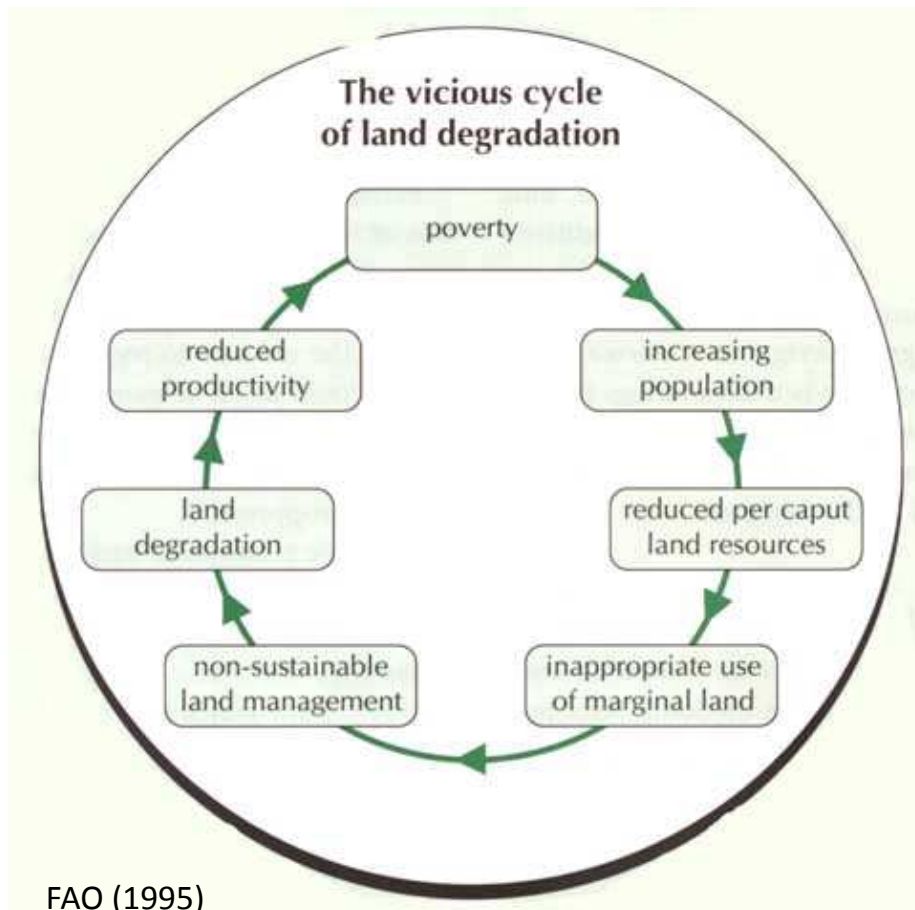 The vicious cycle
of land degradation
poverty
increasing
population
reduced per caput
land resources
inappropriate use
of marginal land
non-sustainable
land management
land
degradation
reduced
productivity
FAO (1995)